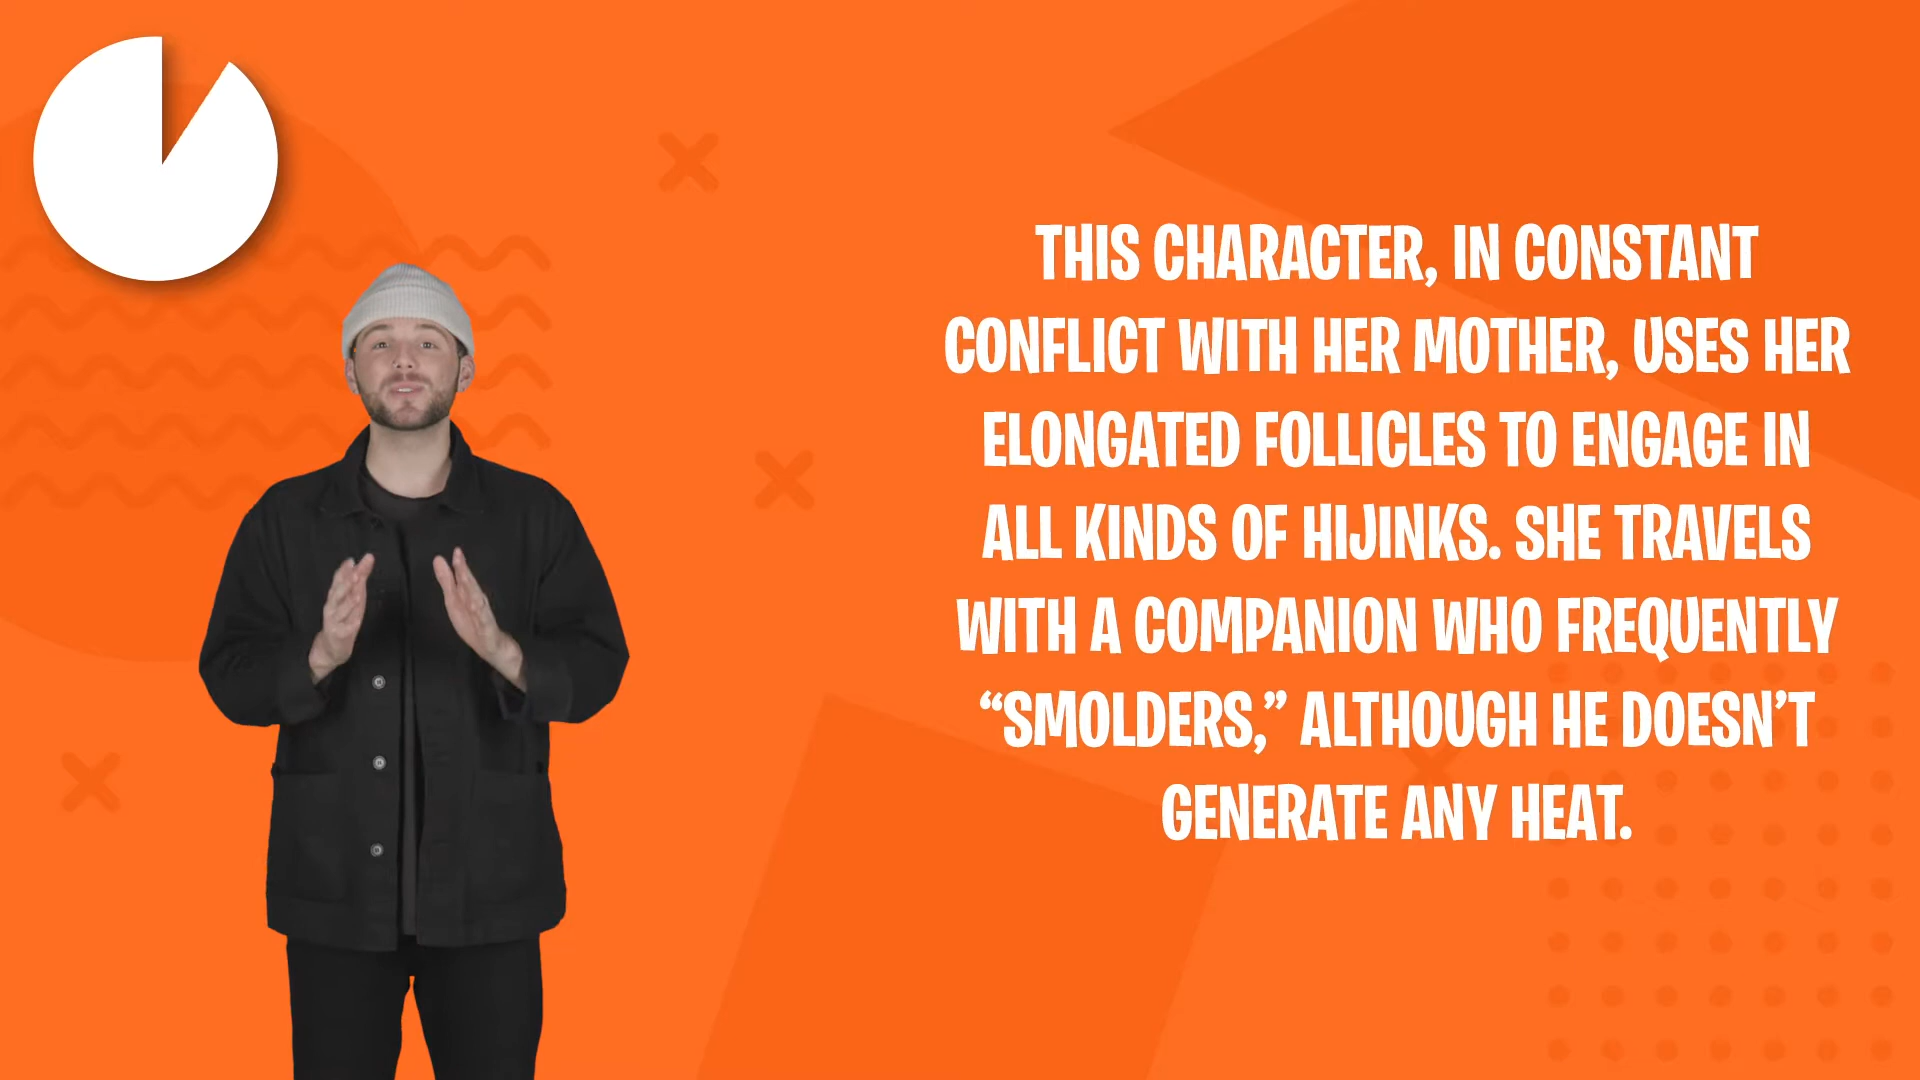 THIS CHARACTER, IN CONSTANT
CONFLICT WITH HER MOTHER, USES HER
ELONGATED FOLLICLES TO ENGAGE IN
ALL KINDS OF HIJINKS. SHE TRAVELS
WITH A COMPANION WHO FREQUENTLY
“SMOLDERS,” ALTHOUGH HE DOESN’T
GENERATE ANY HEAT.